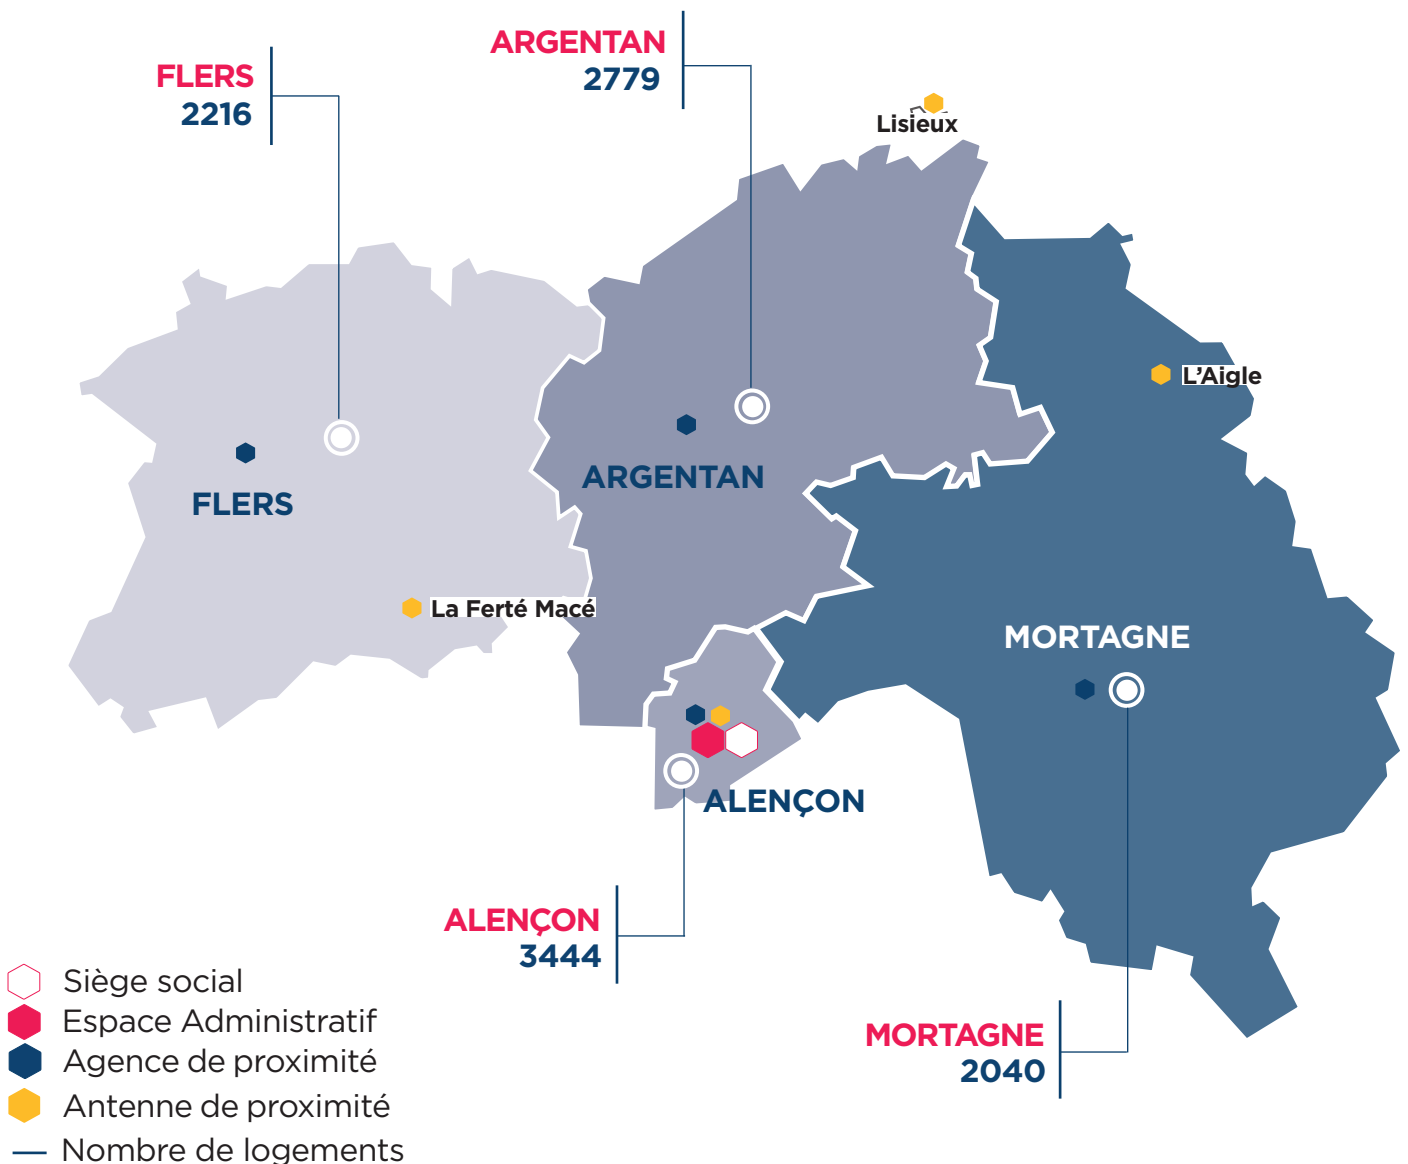 ARGENTAN
2779
FLERS
2216
Lisieux
L'Aigle
ARGENTAN
FLERS
La Ferté Macé
MORTAGNE
ALENÇON
ALENÇON
3444
MORTAGNE
2040
Siège social
Espace Administratif
Agence de proximité
Antenne de proximité
Nombre de logements